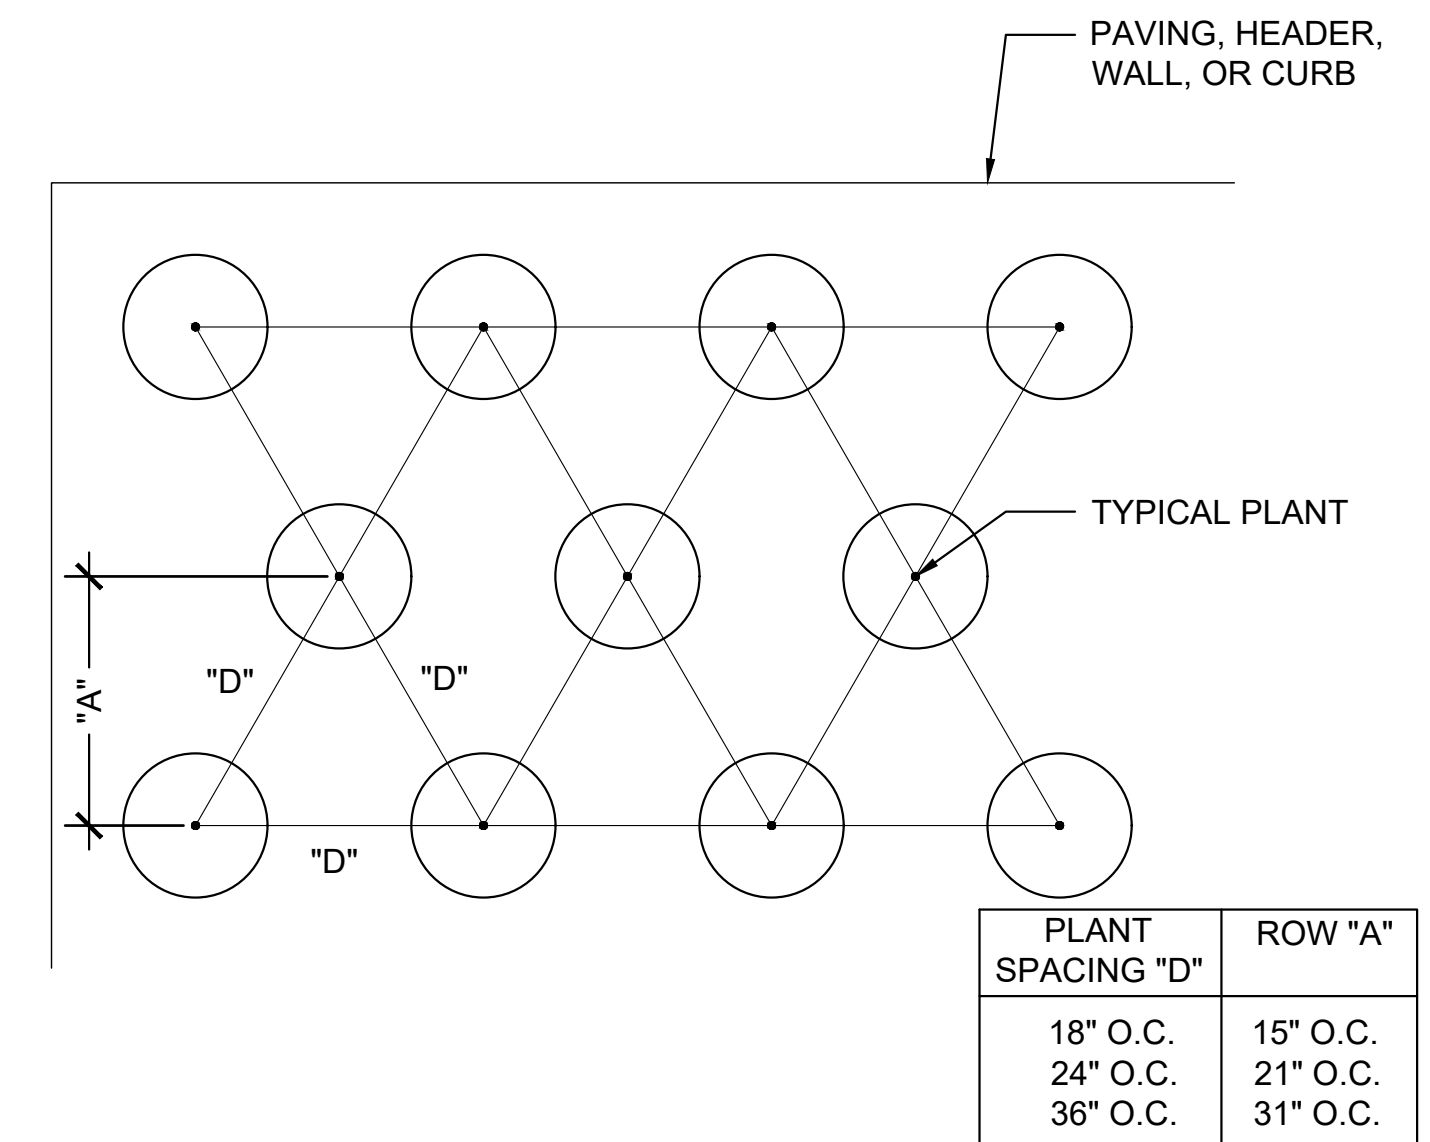 PAVING, HEADER,
WALL, OR CURB
TYPICAL PLANT
"D"
"D"
"A"
"D"
PLANT
SPACING "D"
ROW "A"
18" O.C. 15" O.C.
24" O.C. 21" O.C.
36" O.C. 31" O.C.